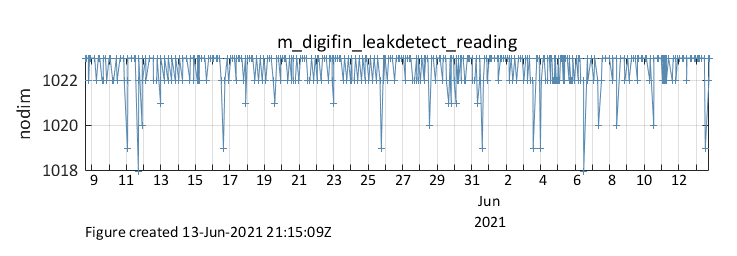 m_digifin_leakdetect_reading
nodim
1022
1020
1018
9 11 13 15 17 19 21 23 25 27 29 31 2 4 6 8 10 12
Jun
2021
Figure created 13-Jun-2021 21:15:09Z